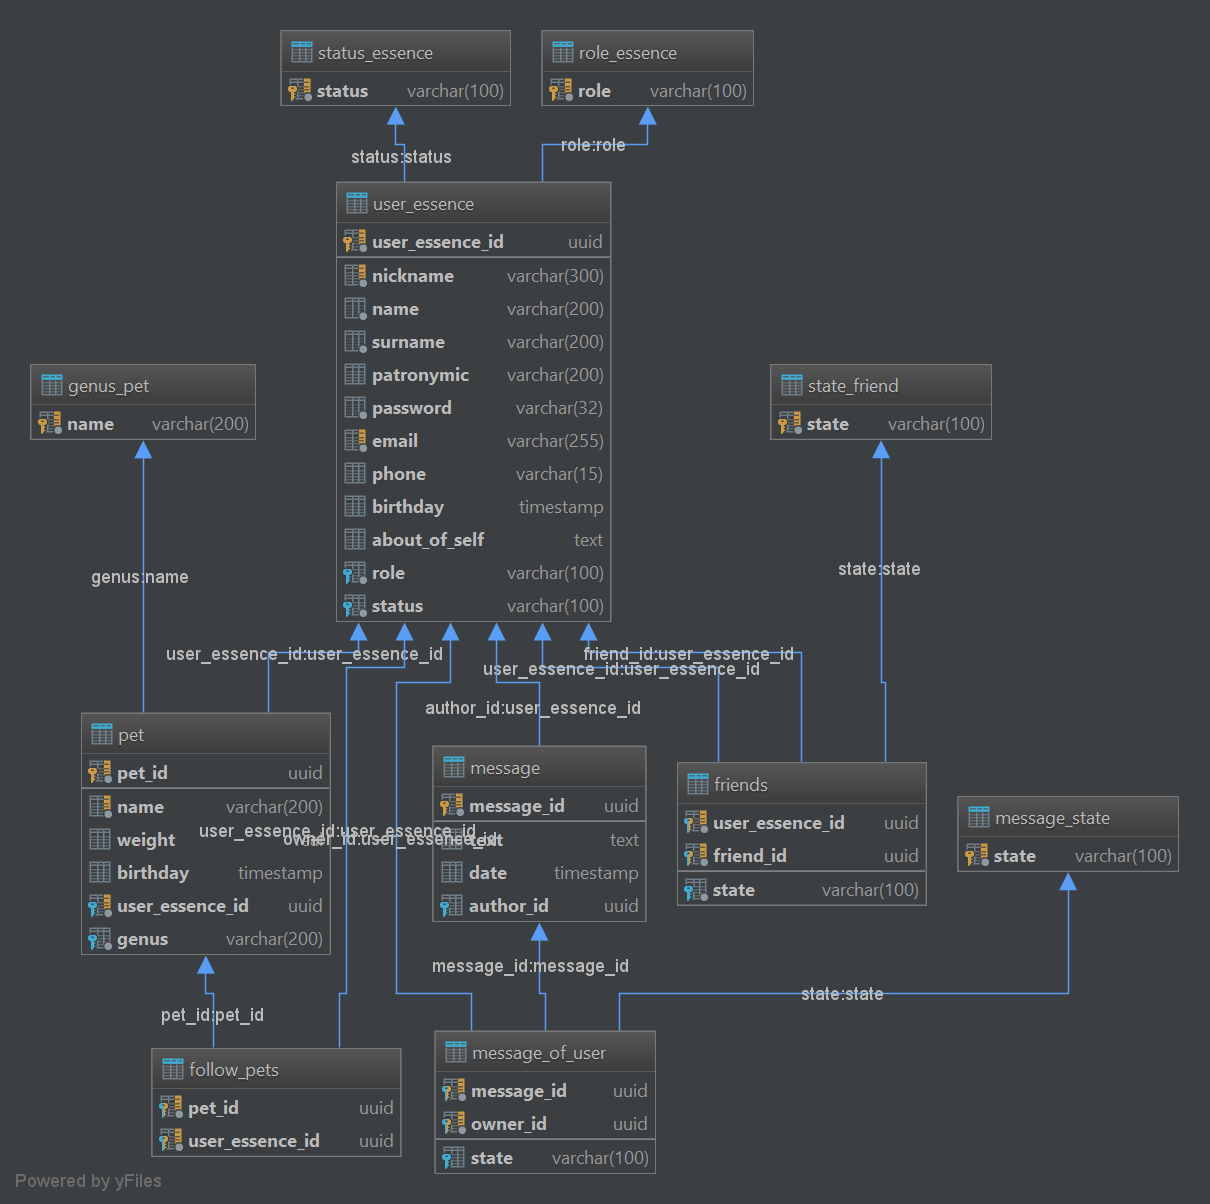 status_essence
status varchar(100)
role_essence
role varchar(100)
status:status
role:role
user_essence
user_essence_id uuid
nickname varchar(300)
name varchar(200)
surname varchar(200)
patronymic varchar(200)
password varchar(32)
email varchar(255)
phone varchar(15)
birthday timestamp
about_of_self text
role varchar(100)
status varchar(100)
genus_pet
name varchar(200)
state_friend
state varchar(100)
genus:name
state:state
user_essence_id:user_essence_id
friend_id:user_essence_id
user_essence_id:user_essence_id
author_id:user_essence_id
pet
pet_id uuid
name varchar(200)
weight
birthday timestamp
user_essence_id uuid
genus varchar(200)
user_essence_id:user_essence_id
owner_id:user_essence_id
message
message_id uuid
text text
date timestamp
author_id uuid
friends
user_essence_id uuid
friend_id uuid
state varchar(100)
message_state
state varchar(100)
message_id:message_id
state:state
pet_id:pet_id
follow_pets
pet_id uuid
user_essence_id uuid
message_of_user
message_id uuid
owner_id uuid
state varchar(100)
Powered by yFiles